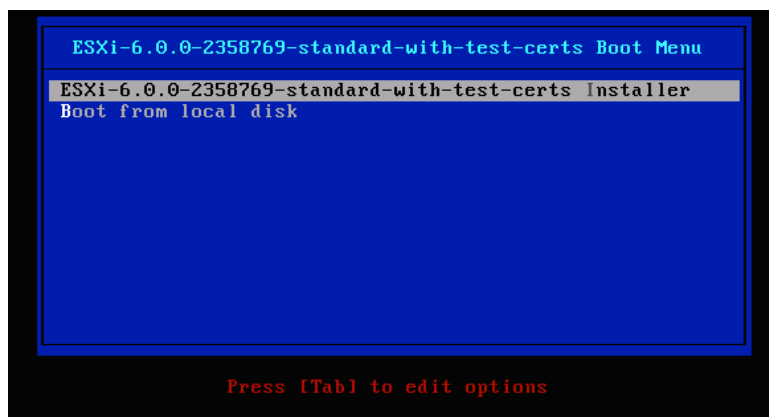 ESXi-6.0.0-2358769-standard-with-test-certs Boot Menu
ESXi-6.0.0-2358769-standard-with-test-certs Installer
Boot from local disk
Press [Tab] to edit options